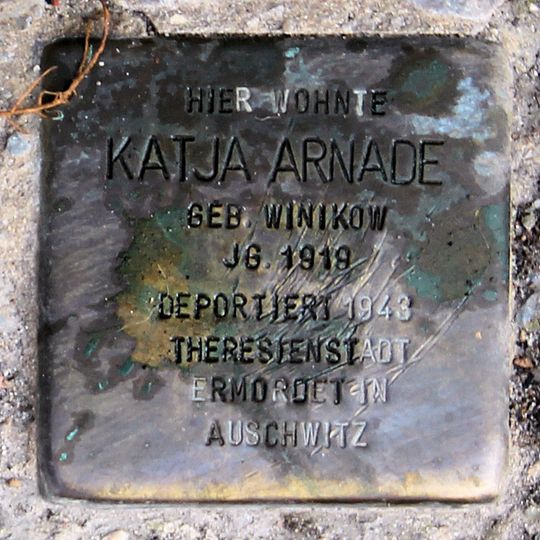 HIER WOHNTE
KATJA ARNADE
GEB. WINIKOW
JG. 1919
DEPORTIERT 1943
THERESIENSTADT
ERMORDET IN
AUSCHWITZ